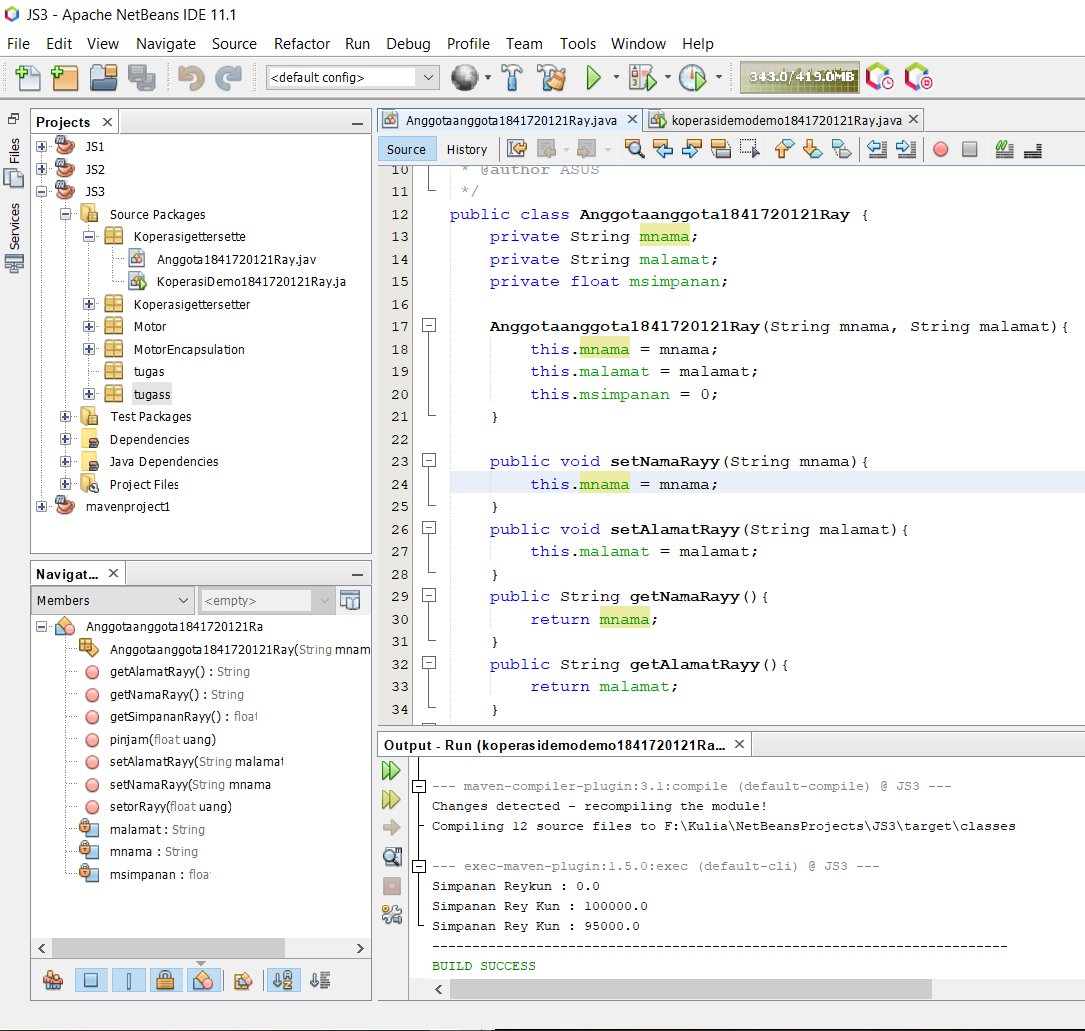 JS3 - Apache NetBeans IDE 11.1
File Edit View Navigate Source Refactor Run Debug Profile Team Tools Window Help
<default config>
343.0/419.0MB
Files
Services
Projects
JS1
JS2
JS3
Source Packages
Koperasigettersette
Anggota1841720121Ray.jav
KoperasiDemo1841720121Ray.ja
Koperasigettersetter
Motor
MotorEncapsulation
tugas
tugass
Test Packages
Dependencies
Java Dependencies
Project Files
mavenproject1
Navigat...
Members
<empty>
Anggotaanggota1841720121Ra
Anggotaanggota1841720121Ray(String mnam
getAlamatRayy() : String
getNamaRayy() : String
getSimpananRayy() : float
pinjam(float uang)
setAlamatRayy(String malamat
setNamaRayy(String mnama
setorRayy(float uang)
malamat : String
mnama : String
msimpanan : floa
Anggotaanggota1841720121Ray.java
koperasidemodemo1841720121Ray.java
Source History
10 * @author ASUS
11 */
12 public class Anggotaanggota1841720121Ray {
13 private String mnama;
14 private String malamat;
15 private float msimpanan;
16
17 Anggotaanggota1841720121Ray(String mnama, String malamat){
18 this.mnama = mnama;
19 this.malamat = malamat;
20 this.msimpanan = 0;
21 }
22
23 public void setNamaRayy(String mnama){
24 this.mnama = mnama;
25 }
26 public void setAlamatRayy(String malamat){
27 this.malamat = malamat;
28 }
29 public String getNamaRayy(){
30 return mnama;
31 }
32 public String getAlamatRayy(){
33 return malamat;
34 }
Output - Run (koperasidemodemo1841720121Ra...
--- maven-compiler-plugin:3.1:compile (default-compile) @ JS3 ---
Changes detected - recompiling the module!
Compiling 12 source files to F:\Kulia\NetBeansProjects\JS3\target\classes
--- exec-maven-plugin:1.5.0:exec (default-cli) @ JS3 ---
Simpanan Reykun : 0.0
Simpanan Rey Kun : 100000.0
Simpanan Rey Kun : 95000.0
------------------------------------------------------------------------
BUILD SUCCESS